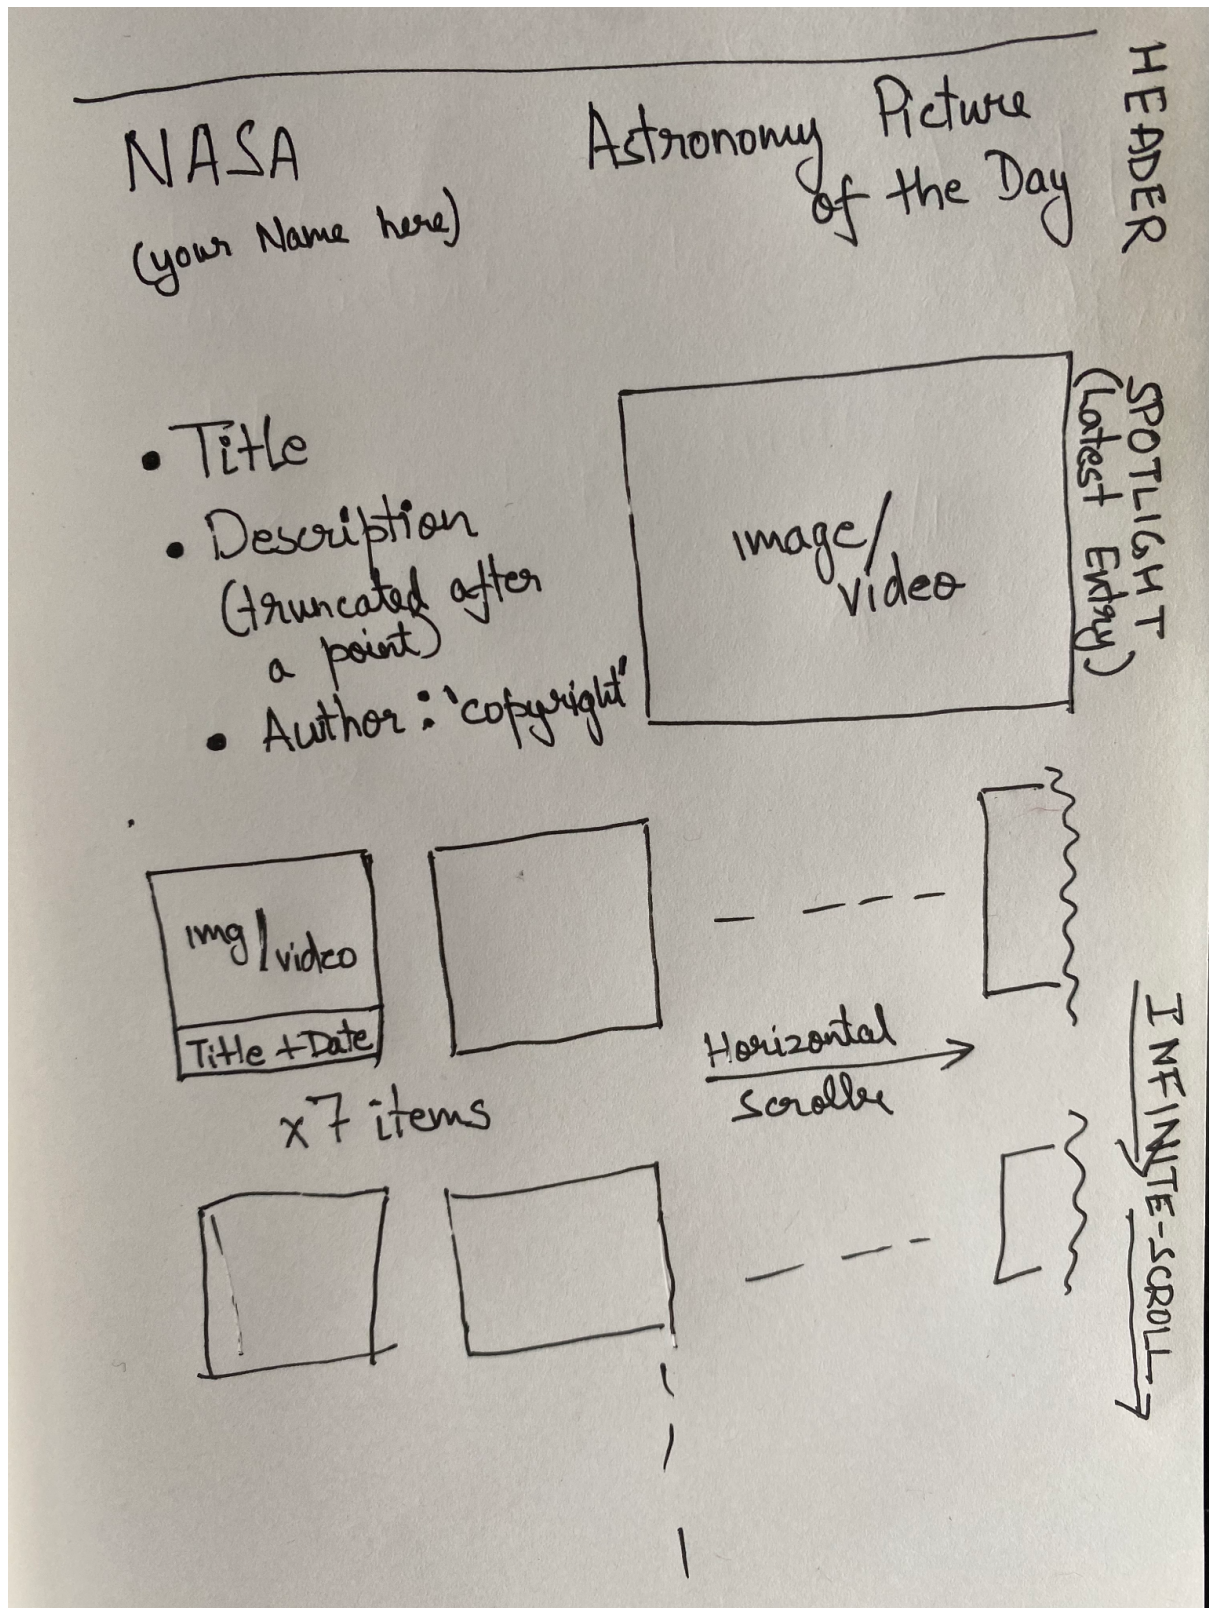 NASA
(your Name here)
Astronomy Picture
of the Day
HEADER
• Title
• Description
(truncated after
a point)
• Author: "copyright"
image/
video
SPOTLIGHT
(Latest Entry)
img/video
Title + Date
x7 items
Horizontal
Scroller
INFINITE-SCROLL